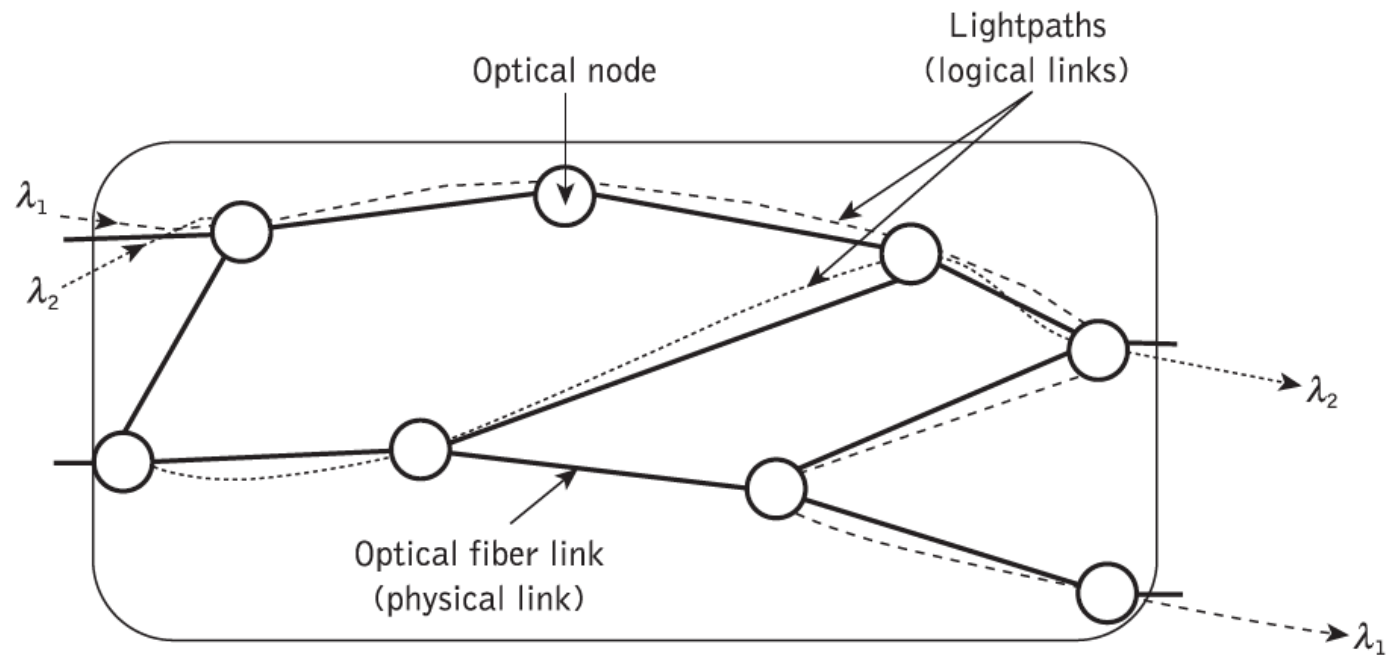 Lightpaths
(logical links)
Optical node
λ1
λ2
λ2
Optical fiber link
(physical link)
λ1